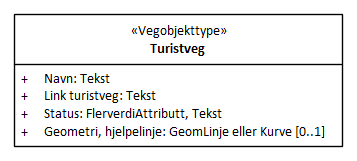 «Vegobjekttype»
Turistveg
+ Navn: Tekst
+ Link turistveg: Tekst
+ Status: FlerverdiAttributt, Tekst
+ Geometri, hjelpelinje: GeomLinje eller Kurve [0..1]